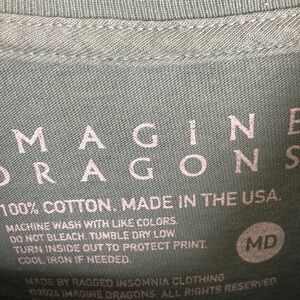 IMAGINE
DRAGONS
100% COTTON. MADE IN THE USA.
MACHINE WASH WITH LIKE COLORS.
DO NOT BLEACH. TUMBLE DRY LOW.
TURN INSIDE OUT TO PROTECT PRINT.
COOL IRON IF NEEDED.
MD
MADE BY RAGGED INSOMNIA CLOTHING
©2024 IMAGINE DRAGONS. ALL RIGHTS RESERVED